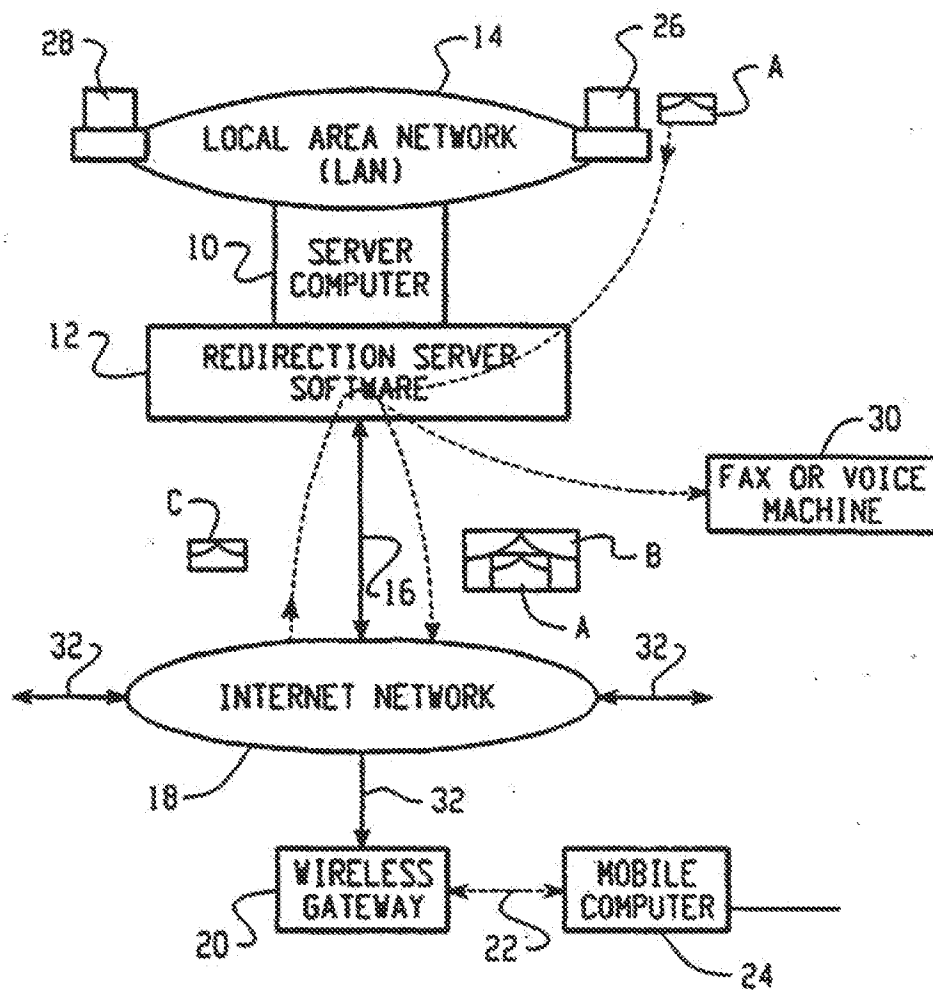 28
14
26
A
LOCAL AREA NETWORK
(LAN)
10
SERVER
COMPUTER
12
REDIRECTION SERVER
SOFTWARE
30
FAX OR VOICE
MACHINE
C
16
B
A
32
32
INTERNET NETWORK
18
32
WIRELESS
GATEWAY
MOBILE
COMPUTER
20
22
24